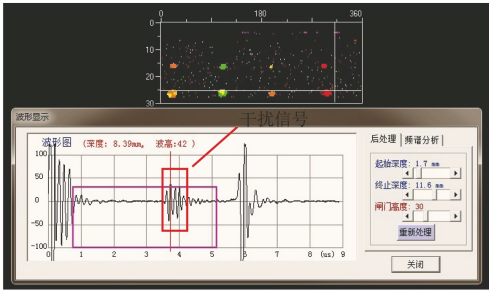 0 180 360
0
10
20
30
波形显示
干扰信号
波形图 (深度: 8.39mm, 波高:42 )
100
50
0
-50
-100
0 1 2 3 4 5 6 7 8 (us) 9
后处理 频谱分析
起始深度: 1.7 mm
终止深度: 11.6 mm
闸门高度: 30
重新处理
关闭